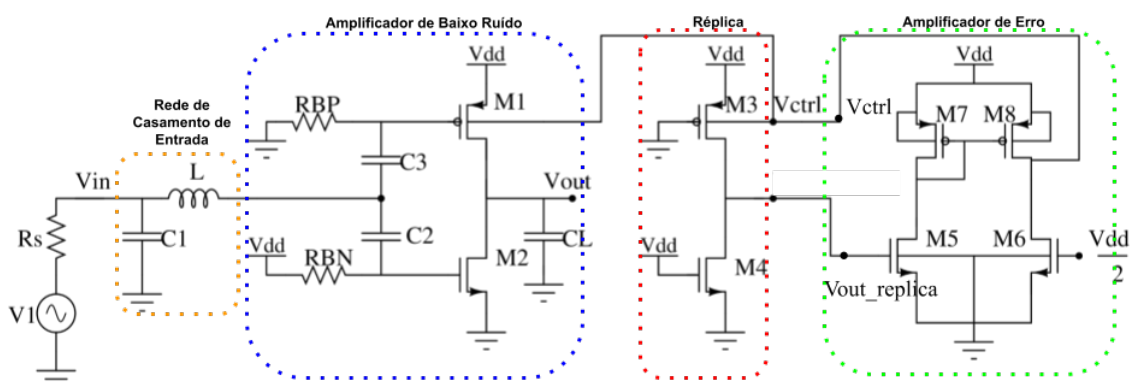 Amplificador de Baixo Ruído
Réplica
Amplificador de Erro
Rede de
Casamento de
Entrada
Vdd
Vdd
Vdd
RBP
M1
M3
Vctrl
Vctrl
M7
M8
C3
L
Vin
Vout
Rs
C1
C2
CL
Vdd
RBN
M2
Vdd
M4
M5
M6
Vdd
2
Vout_replica
V1